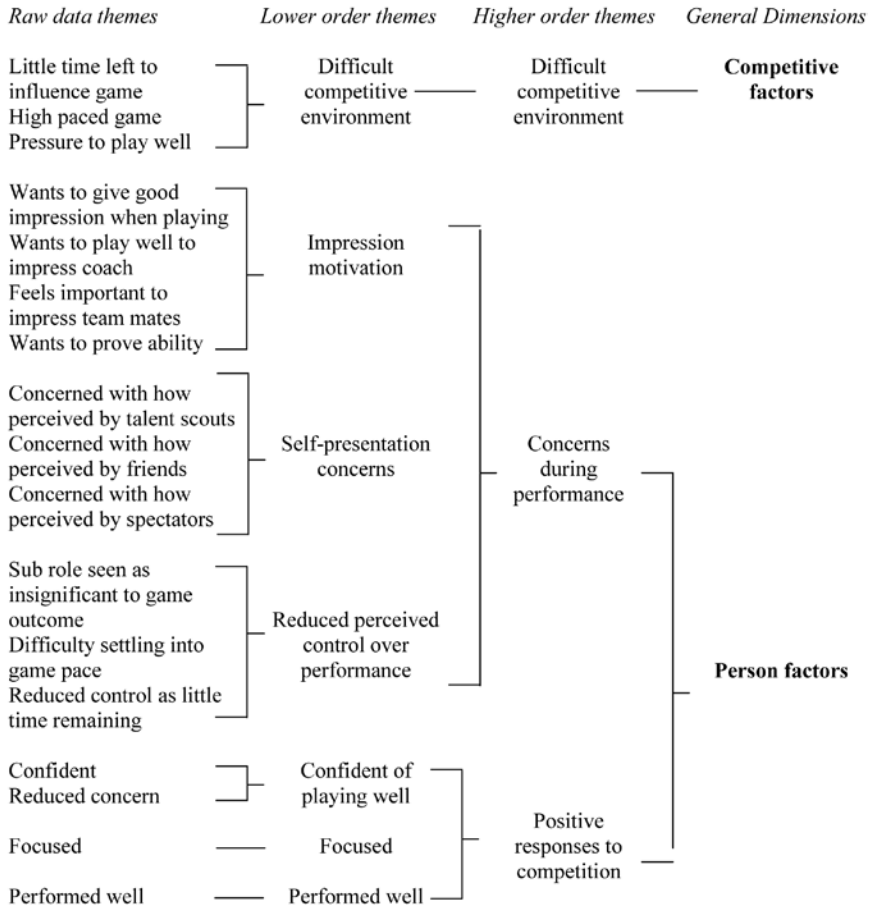 Raw data themes Lower order themes Higher order themes General Dimensions
Little time left to
influence game
High paced game
Pressure to play well
Difficult
competitive
environment
Difficult
competitive
environment
Competitive
factors
Wants to give good
impression when playing
Wants to play well to
impress coach
Feels important to
impress team mates
Wants to prove ability
Impression
motivation
Concerned with how
perceived by talent scouts
Concerned with how
perceived by friends
Concerned with how
perceived by spectators
Self-presentation
concerns
Concerns
during
performance
Sub role seen as
insignificant to game
outcome
Difficulty settling into
game pace
Reduced control as little
time remaining
Reduced perceived
control over
performance
Person factors
Confident
Reduced concern
Confident of
playing well
Focused
Focused
Positive
responses to
competition
Performed well
Performed well